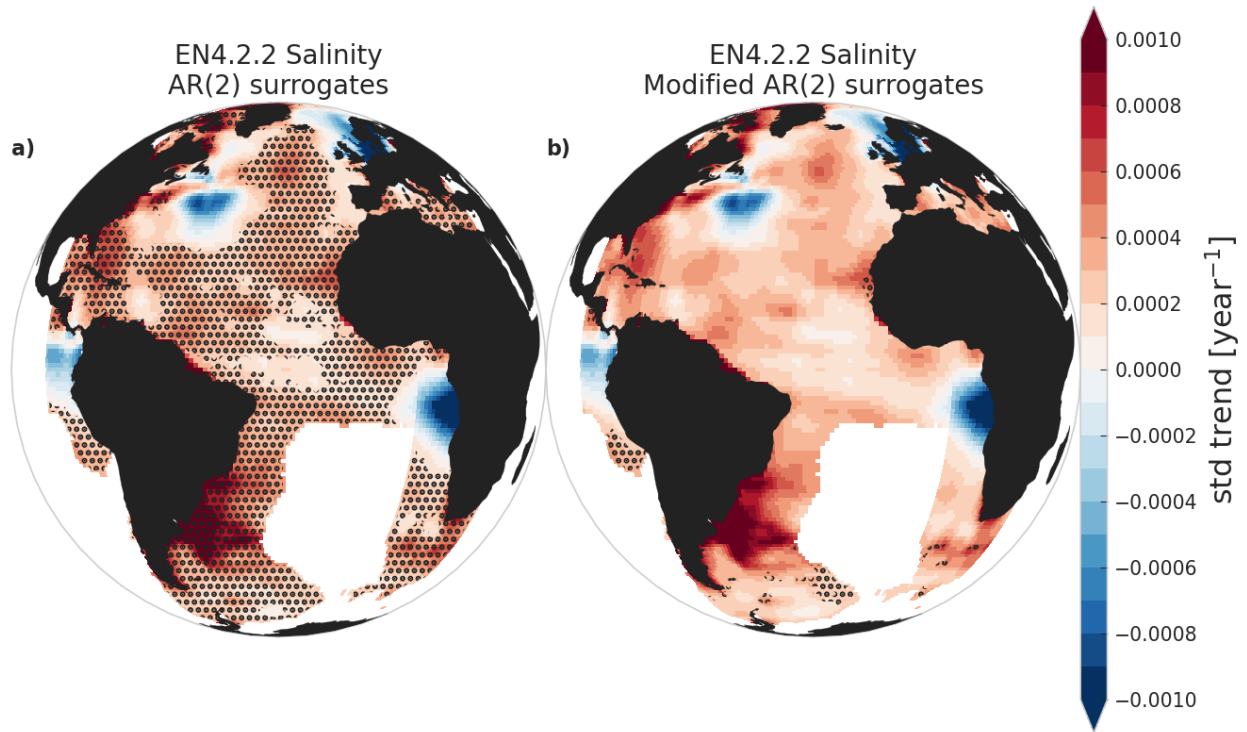 EN4.2.2 Salinity
AR(2) surrogates
EN4.2.2 Salinity
Modified AR(2) surrogates
a)
b)
0.0010
0.0008
0.0006
0.0004
0.0002
0.0000
−0.0002
−0.0004
−0.0006
−0.0008
−0.0010
std trend [year⁻¹]